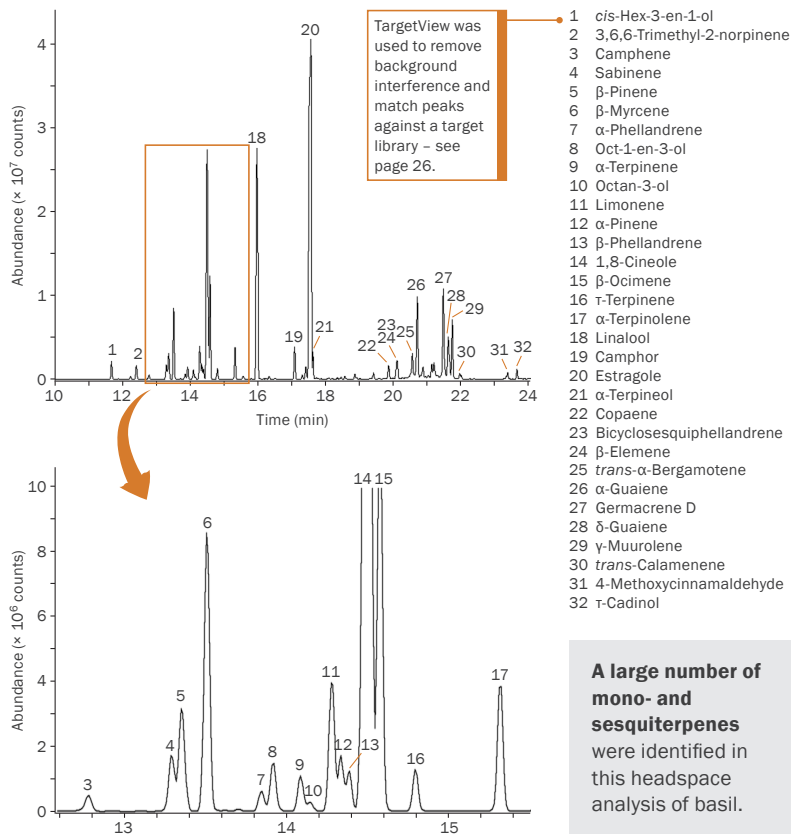 TargetView was
used to remove
background
interference and
match peaks
against a target
library – see
page 26.
Abundance (× 10⁷ counts)
4
3
2
1
0
10 12 14 16 18 20 22 24
Time (min)
1
2
18
20
19
21
22
23
24
25
26
27
28
29
30
31
32
Abundance (× 10⁶ counts)
10
8
6
4
2
0
13 14 15
3
4
5
6
7
8
9
10
11
12
13
14
15
16
17
1 cis-Hex-3-en-1-ol
2 3,6,6-Trimethyl-2-norpinene
3 Camphene
4 Sabinene
5 β-Pinene
6 β-Myrcene
7 α-Phellandrene
8 Oct-1-en-3-ol
9 α-Terpinene
10 Octan-3-ol
11 Limonene
12 α-Pinene
13 β-Phellandrene
14 1,8-Cineole
15 β-Ocimene
16 τ-Terpinene
17 α-Terpinolene
18 Linalool
19 Camphor
20 Estragole
21 α-Terpineol
22 Copaene
23 Bicyclosesquiphellandrene
24 β-Elemene
25 trans-α-Bergamotene
26 α-Guaiene
27 Germacrene D
28 δ-Guaiene
29 γ-Muurolene
30 trans-Calamenene
31 4-Methoxycinnamaldehyde
32 τ-Cadinol
A large number of
mono- and
sesquiterpenes
were identified in
this headspace
analysis of basil.